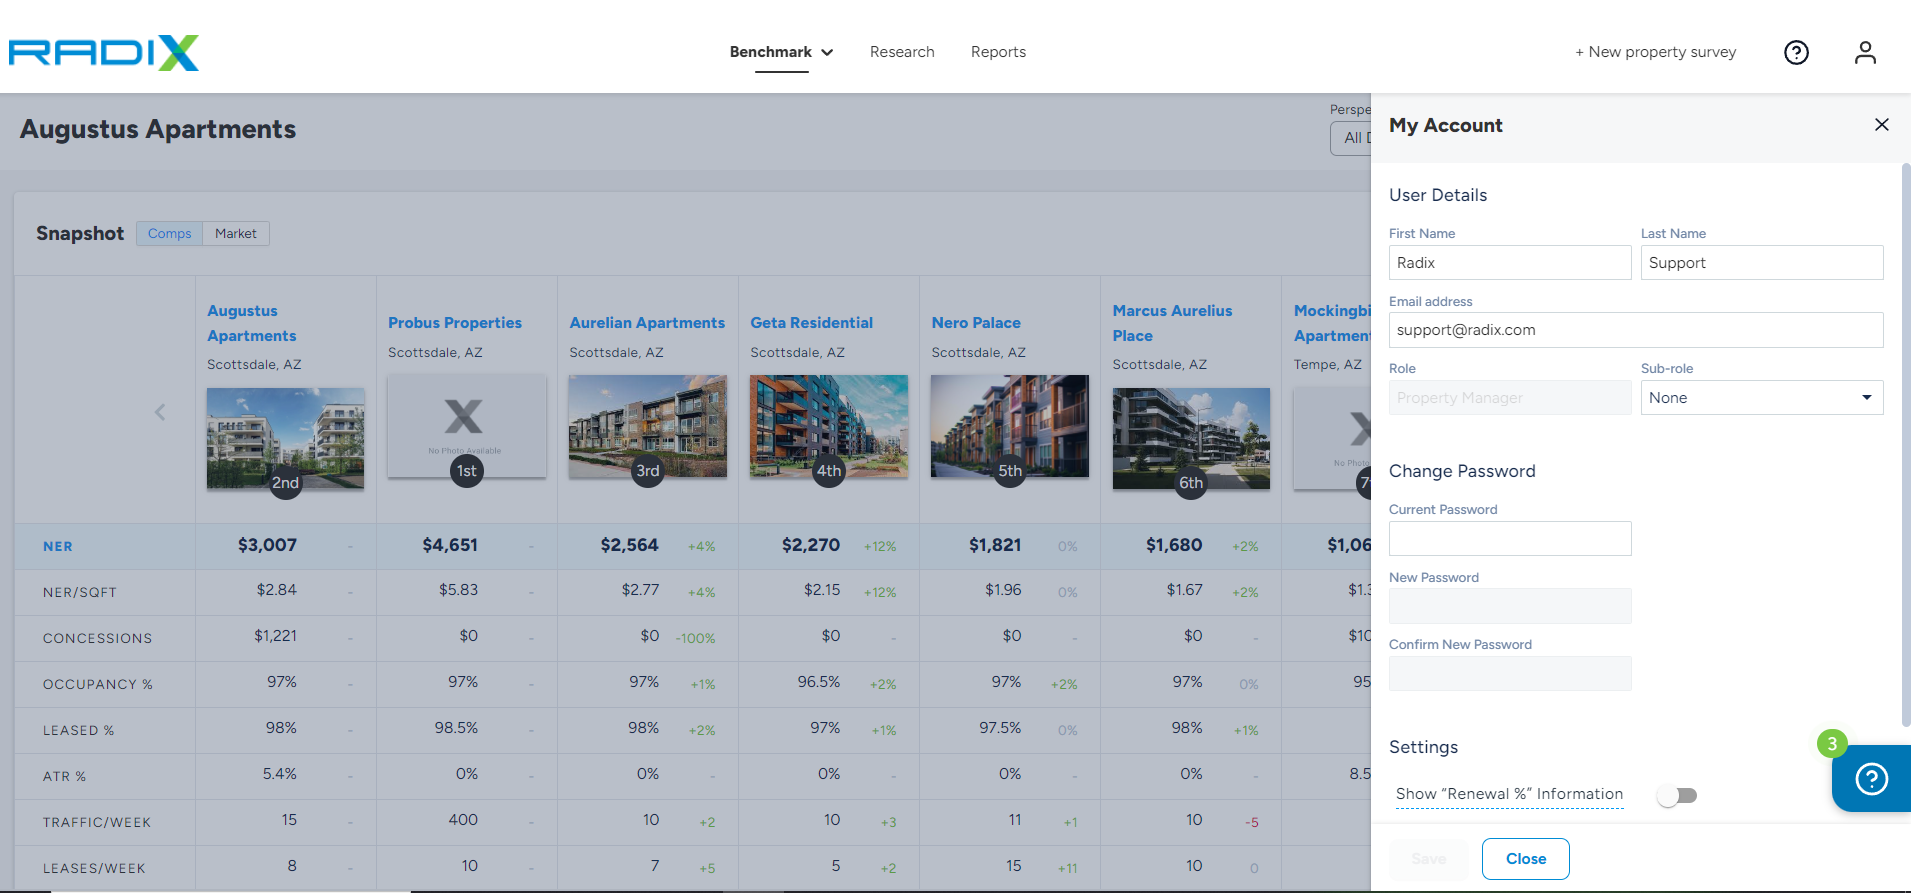 RADIX
Benchmark Research Reports
+ New property survey
Augustus Apartments
Perspe
All D
Snapshot Comps Market
Augustus Apartments
Scottsdale, AZ
2nd
Probus Properties
Scottsdale, AZ
No Photo Available
1st
Aurelian Apartments
Scottsdale, AZ
3rd
Geta Residential
Scottsdale, AZ
4th
Nero Palace
Scottsdale, AZ
5th
Marcus Aurelius Place
Scottsdale, AZ
6th
Mockingbi
Apartmen
Tempe, AZ
No Photo
7
NER $3,007 - $4,651 - $2,564 +4% $2,270 +12% $1,821 0% $1,680 +2% $1,06
NER/SQFT $2.84 - $5.83 - $2.77 +4% $2.15 +12% $1.96 0% $1.67 +2% $1.3
CONCESSIONS $1,221 - $0 - $0 -100% $0 - $0 - $0 - $10
OCCUPANCY % 97% - 97% - 97% +1% 96.5% +2% 97% +2% 97% 0% 95
LEASED % 98% - 98.5% - 98% +2% 97% +1% 97.5% 0% 98% +1%
ATR % 5.4% - 0% - 0% - 0% - 0% - 0% - 8.5
TRAFFIC/WEEK 15 - 400 - 10 +2 10 +3 11 +1 10 -5
LEASES/WEEK 8 - 10 - 7 +5 5 +2 15 +11 10 0
My Account
User Details
First Name Last Name
Radix Support
Email address
support@radix.com
Role Sub-role
Property Manager None
Change Password
Current Password
New Password
Confirm New Password
Settings
Show “Renewal %” Information
3
Save Close